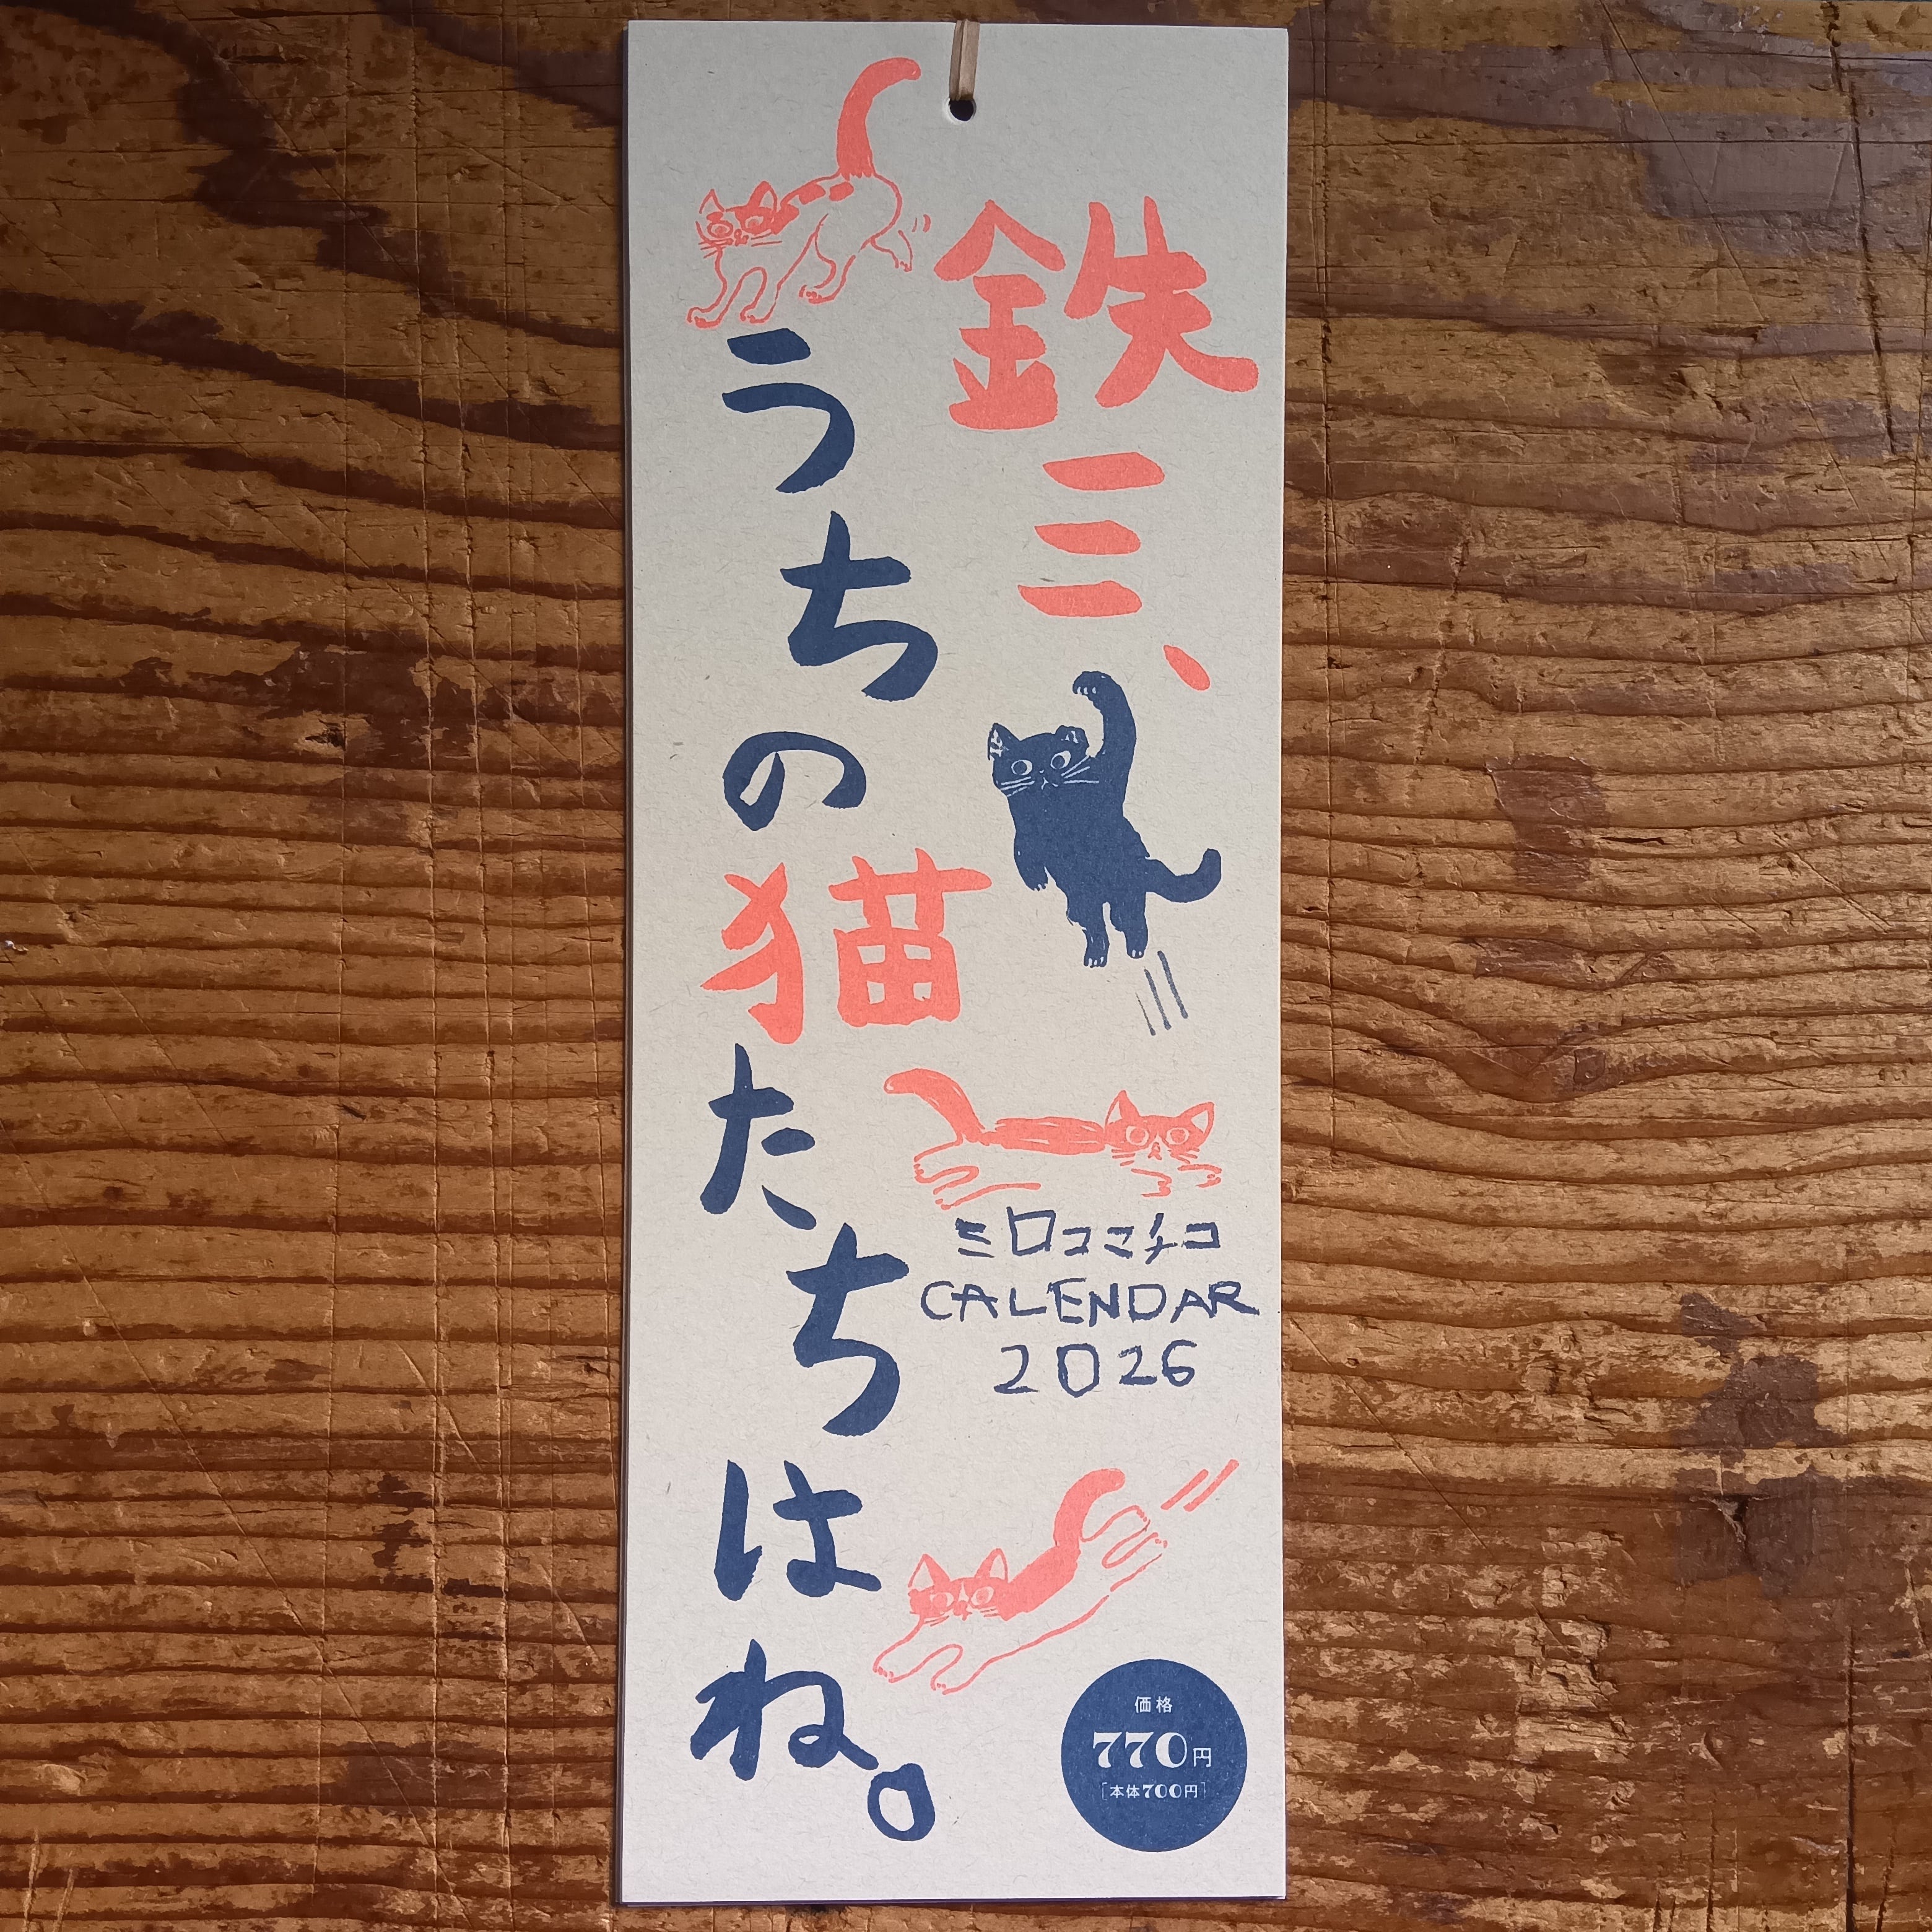 鉄三、
うちの猫たちはね。
ミロコマチコ
CALENDAR
2026
価格
770円
[本体700円]